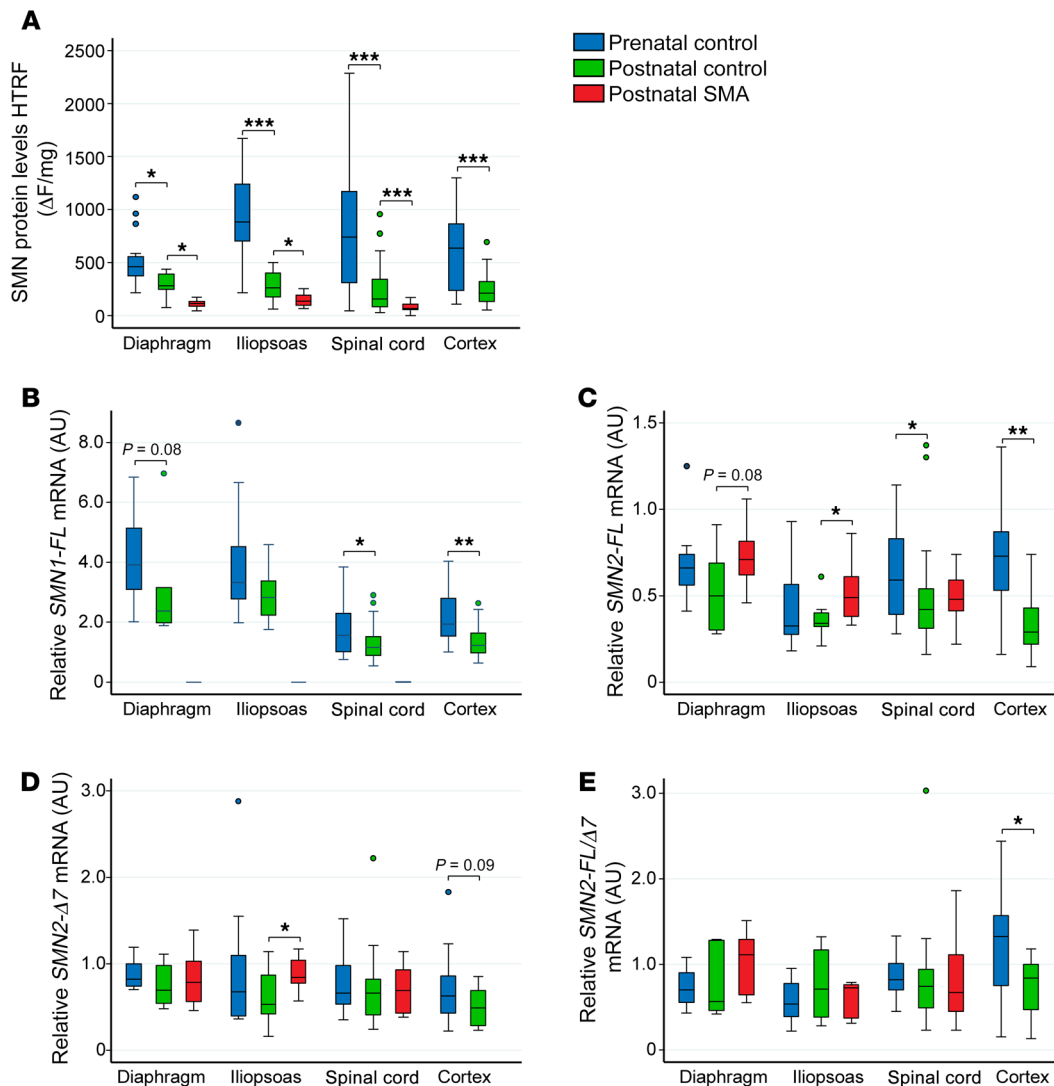 A
SMN protein levels HTRF
(ΔF/mg)
2500
2000
1500
1000
500
0
***
***
***
***
*
*
*
Diaphragm Iliopsoas Spinal cord Cortex
Prenatal control
Postnatal control
Postnatal SMA
B
Relative SMN1-FL mRNA (AU)
8.0
6.0
4.0
2.0
0
P = 0.08
*
**
Diaphragm Iliopsoas Spinal cord Cortex
C
Relative SMN2-FL mRNA (AU)
1.5
1.0
0.5
0
P = 0.08
*
*
**
Diaphragm Iliopsoas Spinal cord Cortex
D
Relative SMN2-Δ7 mRNA (AU)
3.0
2.0
1.0
0
*
P = 0.09
Diaphragm Iliopsoas Spinal cord Cortex
E
Relative SMN2-FL/Δ7
mRNA (AU)
3.0
2.0
1.0
0
*
Diaphragm Iliopsoas Spinal cord Cortex